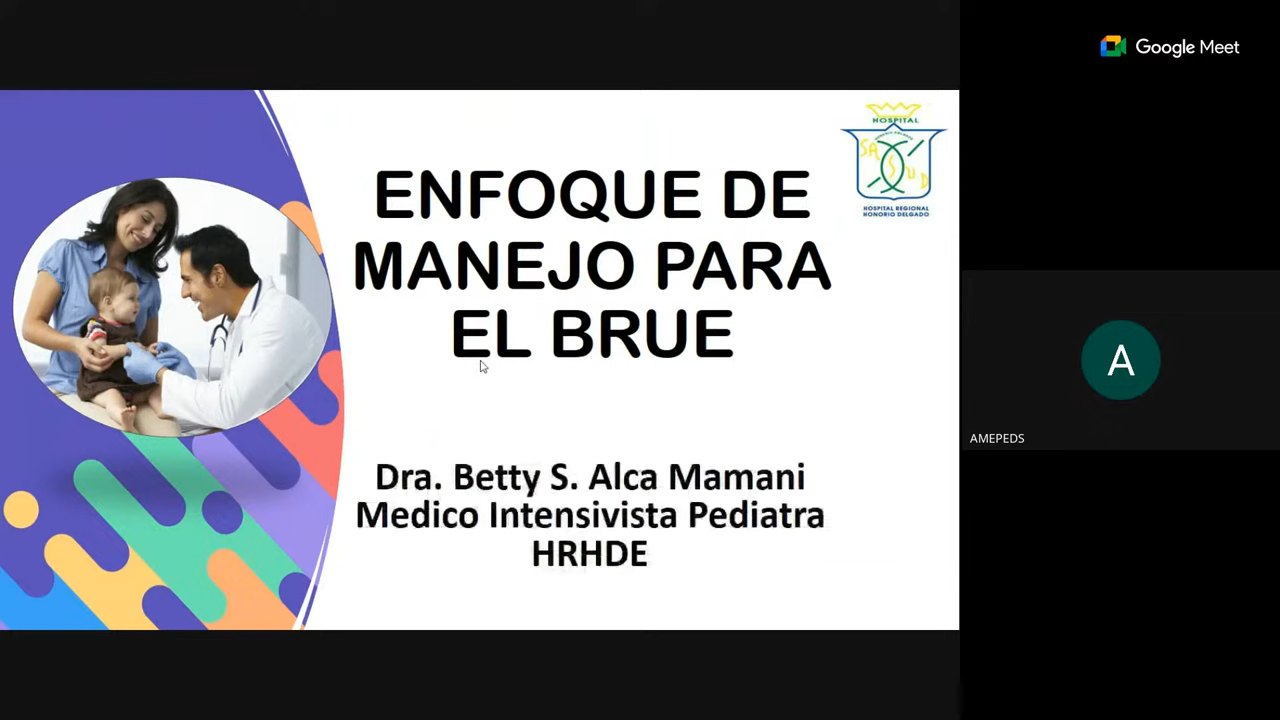 Google Meet
HOSPITAL
SALUD
HOSPITAL REGIONAL
HONORIO DELGADO
ENFOQUE DE
MANEJO PARA
EL BRUE
Dra. Betty S. Alca Mamani
Medico Intensivista Pediatra
HRHDE
A
AMEPEDS